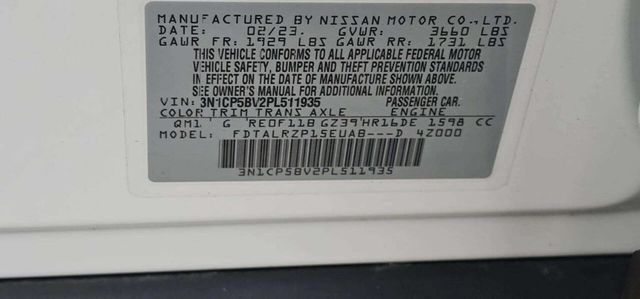 MANUFACTURED BY NISSAN MOTOR CO.,LTD.
DATE: 02/23. GVWR: 3660 LBS
GAWR FR: 1929 LBS GAWR RR: 1731 LBS
THIS VEHICLE CONFORMS TO ALL APPLICABLE FEDERAL MOTOR
VEHICLE SAFETY, BUMPER AND THEFT PREVENTION STANDARDS
IN EFFECT ON THE DATE OF MANUFACTURE SHOWN ABOVE. SEE
OWNER'S MANUAL FOR ADDITIONAL INFORMATION.
VIN: 3N1CP5BV2PL511935 PASSENGER CAR.
COLOR TRIM TRANS AXLE ENGINE
QM1 G RE0F11B GZ39 HR16DE 1598 CC
MODEL: FDTALRZP15EUAB---D 4Z000
3N1CP5BV2PL511935